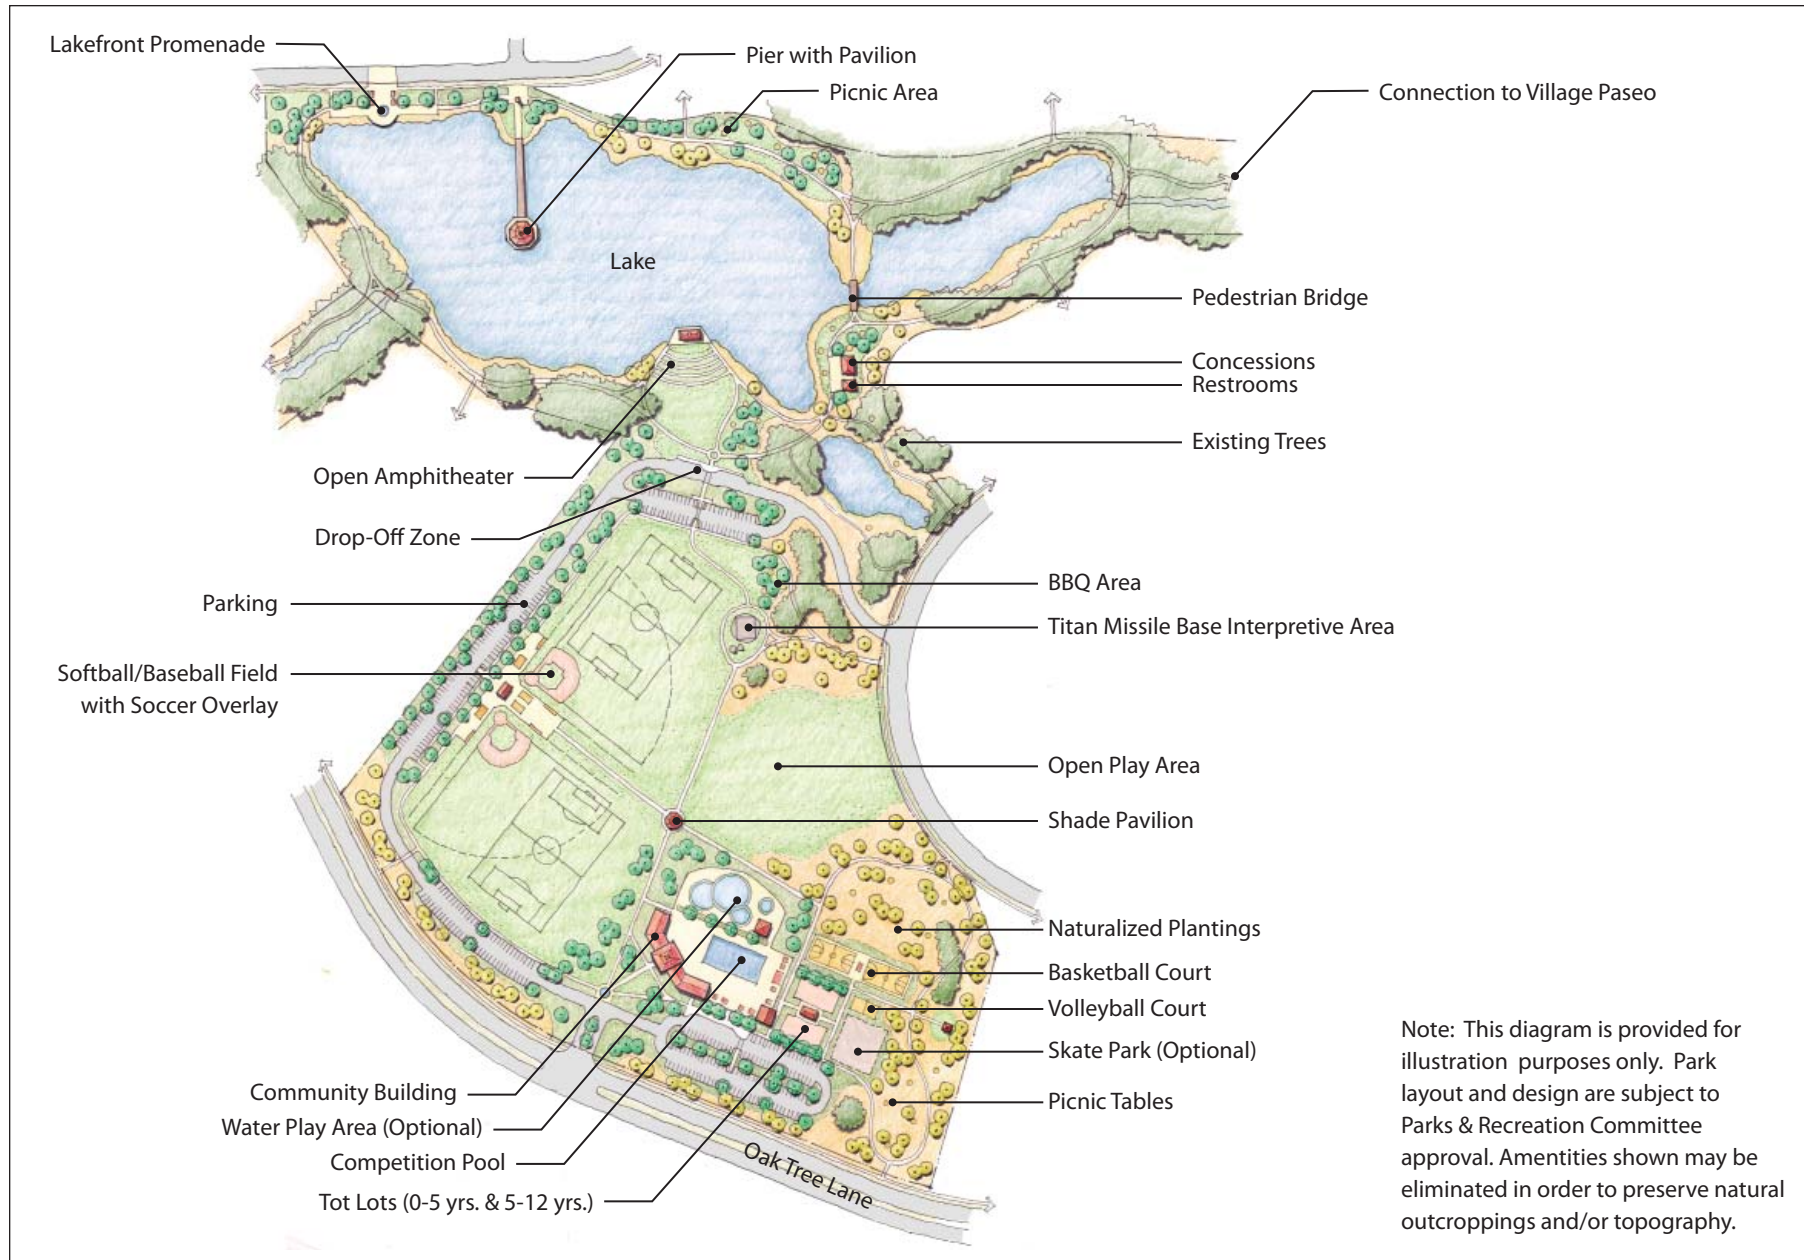 Lakefront Promenade
Pier with Pavilion
Picnic Area
Connection to Village Paseo
Lake
Pedestrian Bridge
Concessions
Restrooms
Existing Trees
Open Amphitheater
Drop-Off Zone
BBQ Area
Parking
Titan Missile Base Interpretive Area
Softball/Baseball Field
with Soccer Overlay
Open Play Area
Shade Pavilion
Naturalized Plantings
Basketball Court
Volleyball Court
Skate Park (Optional)
Picnic Tables
Community Building
Water Play Area (Optional)
Competition Pool
Tot Lots (0-5 yrs. & 5-12 yrs.)
Oak Tree Lane
Note: This diagram is provided for
illustration purposes only. Park
layout and design are subject to
Parks & Recreation Committee
approval. Amentities shown may be
eliminated in order to preserve natural
outcroppings and/or topography.